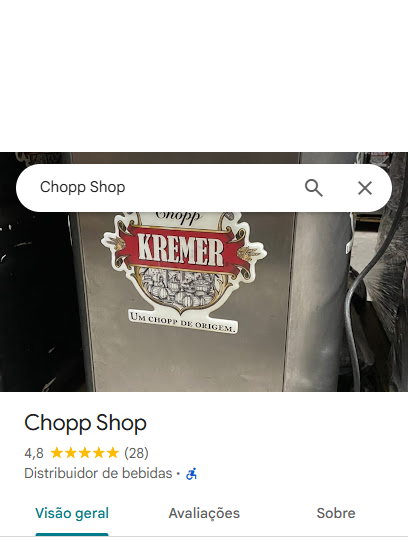 Chopp Shop
Chopp
KREMER
UM CHOPP DE ORIGEM.
Chopp Shop
4,8 (28)
Distribuidor de bebidas ·
Visão geral
Avaliações
Sobre